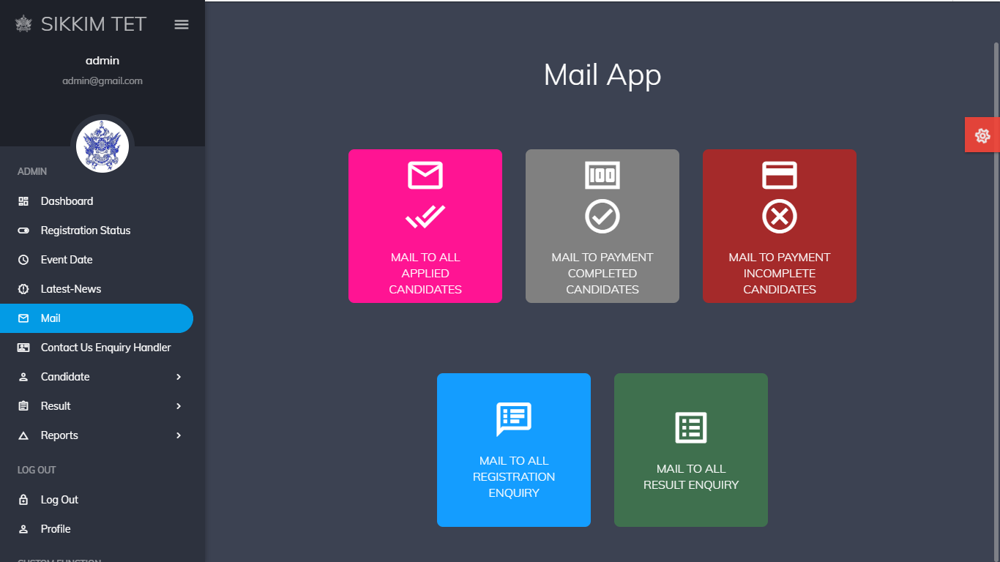 SIKKIM TET
admin
admin@gmail.com
ADMIN
Dashboard
Registration Status
Event Date
Latest-News
Mail
Contact Us Enquiry Handler
Candidate
Result
Reports
LOG OUT
Log Out
Profile
CUSTOM FUNCTION
Mail App
MAIL TO ALL
APPLIED
CANDIDATES
100
MAIL TO PAYMENT
COMPLETED
CANDIDATES
MAIL TO PAYMENT
INCOMPLETE
CANDIDATES
MAIL TO ALL
REGISTRATION
ENQUIRY
MAIL TO ALL
RESULT ENQUIRY